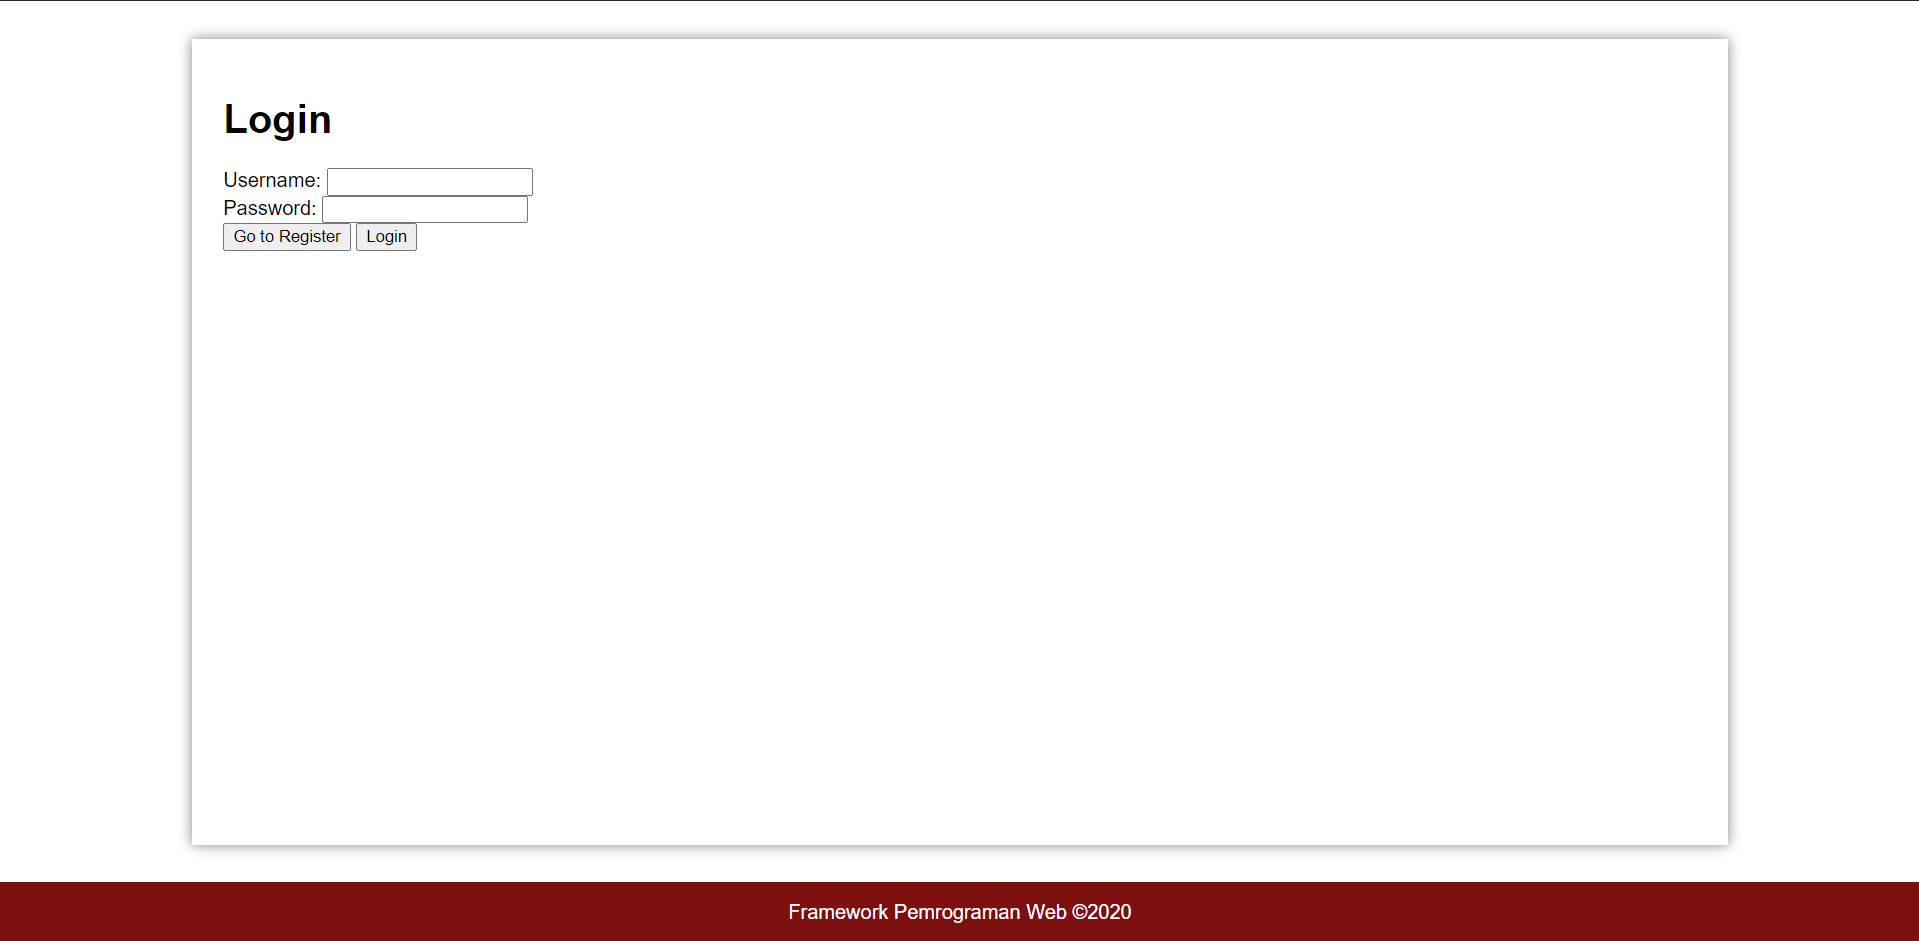 Login
Username:
Password:
Go to Register Login
Framework Pemrograman Web ©2020